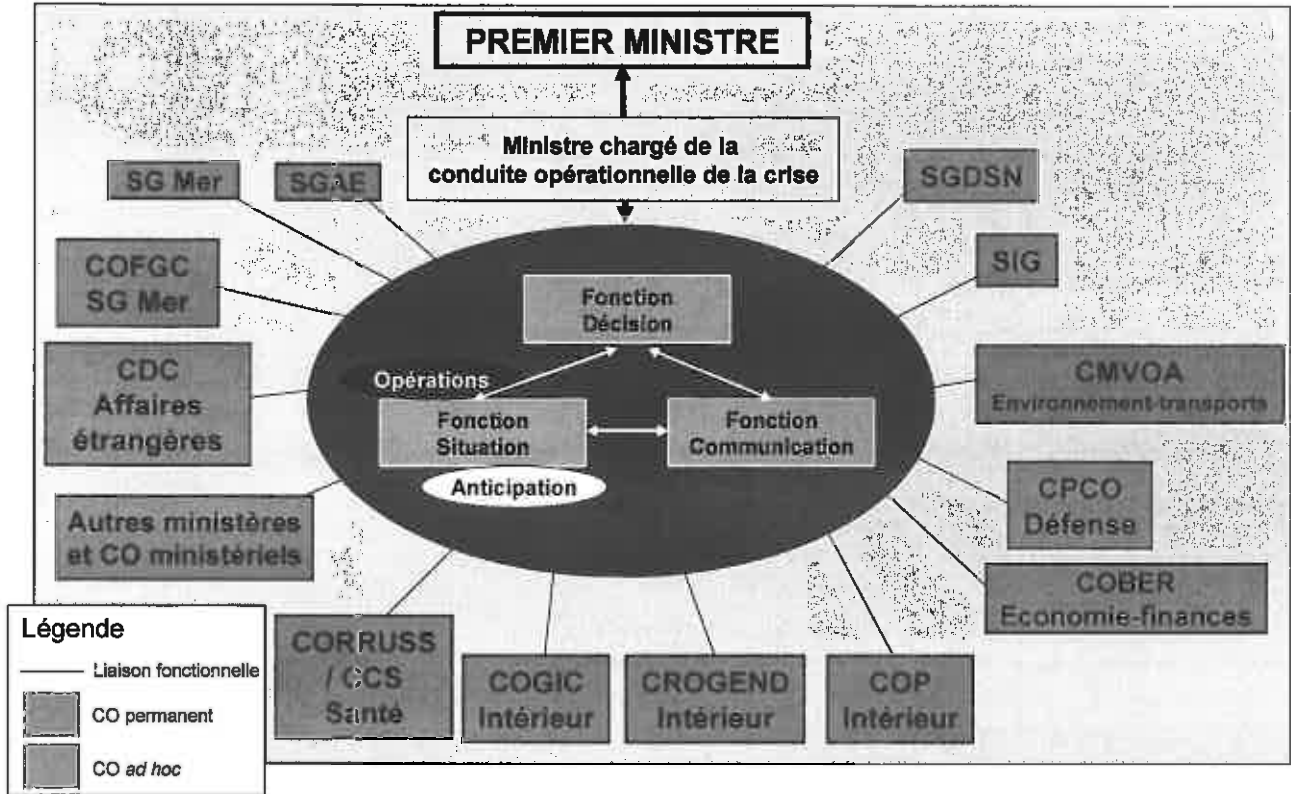 PREMIER MINISTRE
Ministre chargé de la
conduite opérationnelle de la crise
SG Mer
SGAE
SGDSN
COFGC
SG Mer
SIG
Fonction
Décision
CDC
Affaires
étrangères
Opérations
CMVOA
Environnement-transports
Fonction
Situation
Fonction
Communication
Anticipation
CPCO
Défense
Autres ministères
et CO ministériels
COBER
Economie-finances
CORRUSS
/ CCS
Santé
COGIC
Intérieur
CROGEND
Intérieur
COP
Intérieur
Légende
Liaison fonctionnelle
CO permanent
CO ad hoc